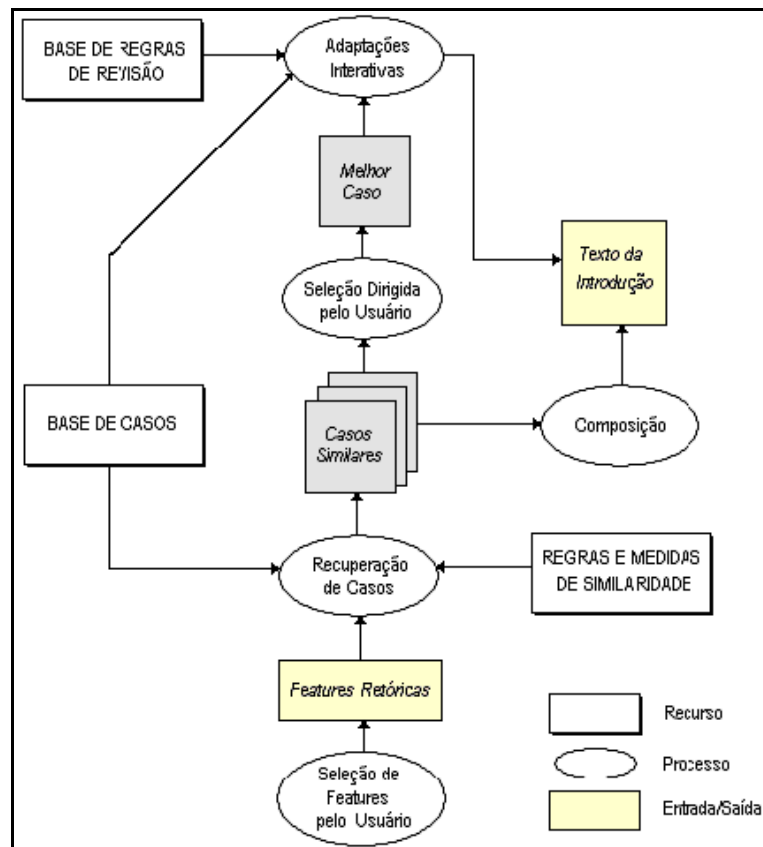 BASE DE REGRAS
DE REVISÃO
Adaptações
Interativas
Melhor
Caso
Texto da
Introdução
Seleção Dirigida
pelo Usuário
BASE DE CASOS
Casos
Similares
Composição
Recuperação
de Casos
REGRAS E MEDIDAS
DE SIMILARIDADE
Features Retóricas
Seleção de
Features
pelo Usuário
Recurso
Processo
Entrada/Saída